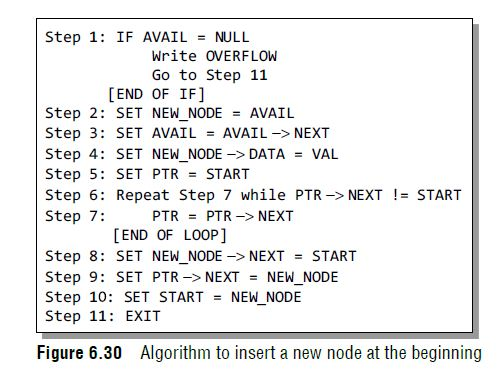 Step 1: IF AVAIL = NULL
Write OVERFLOW
Go to Step 11
[END OF IF]
Step 2: SET NEW_NODE = AVAIL
Step 3: SET AVAIL = AVAIL -> NEXT
Step 4: SET NEW_NODE -> DATA = VAL
Step 5: SET PTR = START
Step 6: Repeat Step 7 while PTR -> NEXT != START
Step 7: PTR = PTR -> NEXT
[END OF LOOP]
Step 8: SET NEW_NODE -> NEXT = START
Step 9: SET PTR -> NEXT = NEW_NODE
Step 10: SET START = NEW_NODE
Step 11: EXIT
Figure 6.30 Algorithm to insert a new node at the beginning